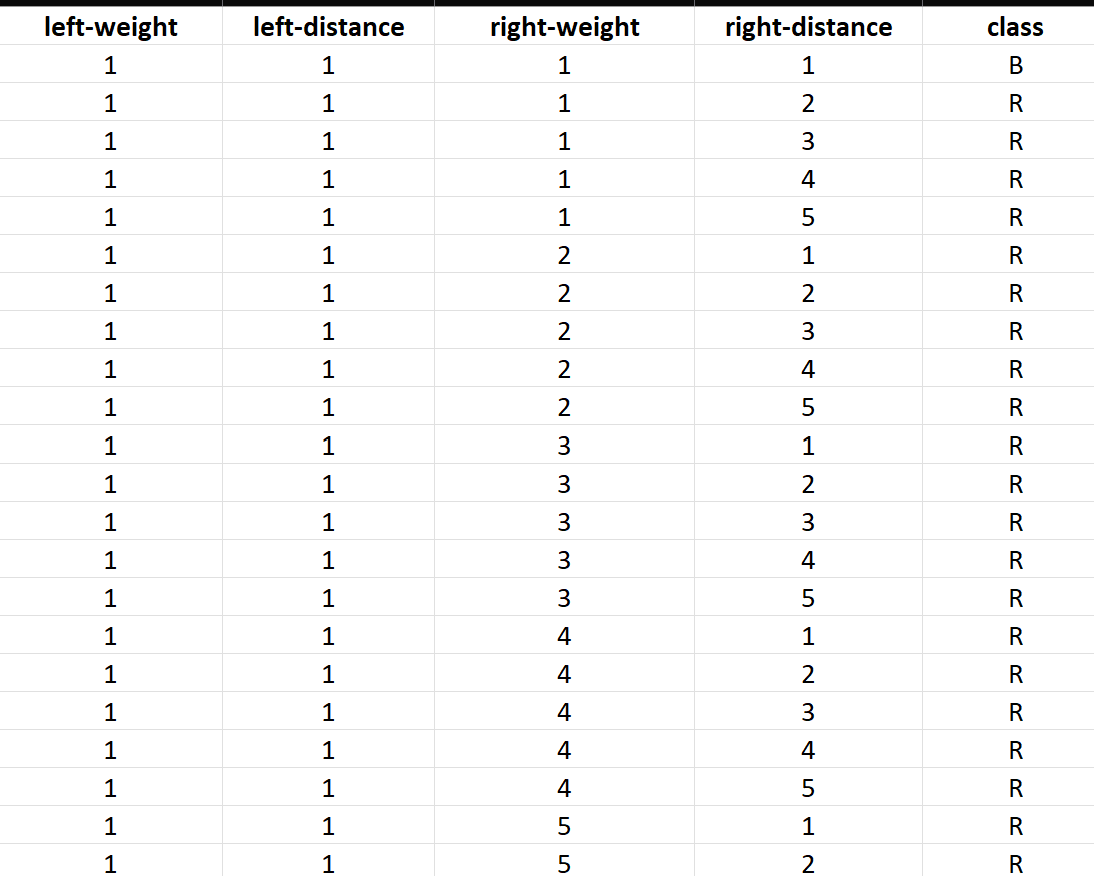 left-weight left-distance right-weight right-distance class
1 1 1 1 B
1 1 1 2 R
1 1 1 3 R
1 1 1 4 R
1 1 1 5 R
1 1 2 1 R
1 1 2 2 R
1 1 2 3 R
1 1 2 4 R
1 1 2 5 R
1 1 3 1 R
1 1 3 2 R
1 1 3 3 R
1 1 3 4 R
1 1 3 5 R
1 1 4 1 R
1 1 4 2 R
1 1 4 3 R
1 1 4 4 R
1 1 4 5 R
1 1 5 1 R
1 1 5 2 R